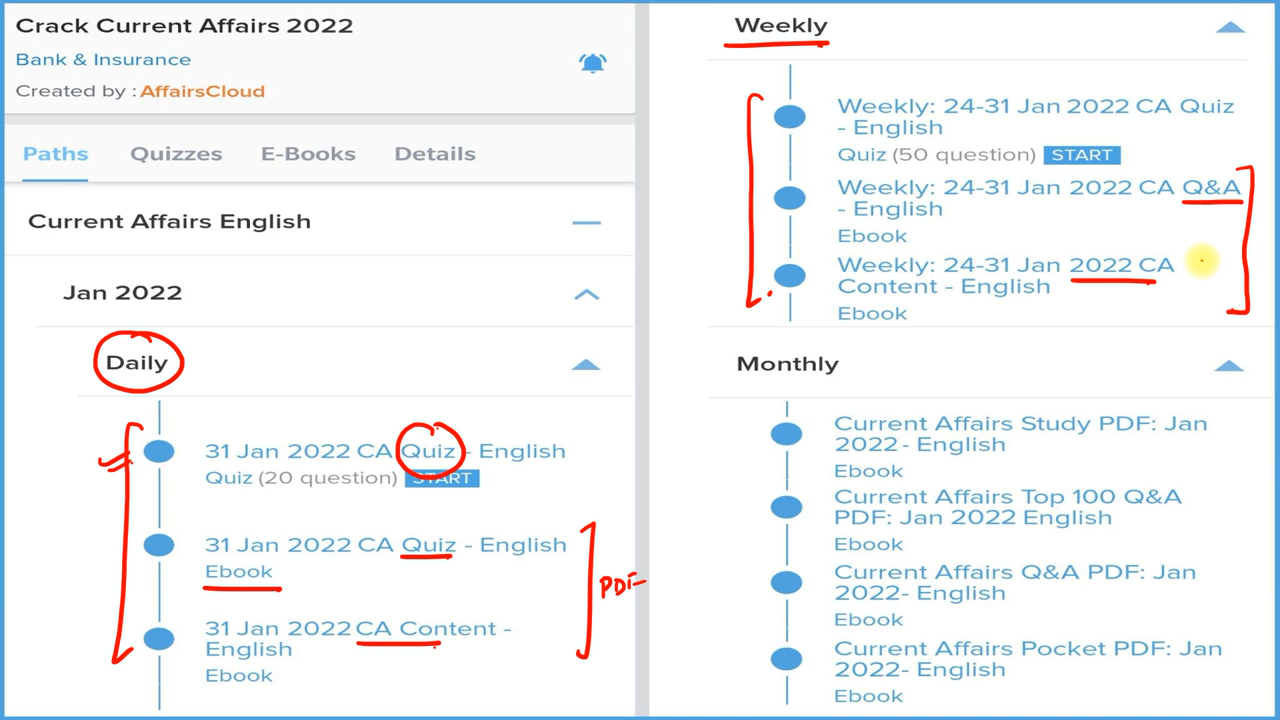 Crack Current Affairs 2022
Bank & Insurance
Created by : AffairsCloud
Paths Quizzes E-Books Details
Current Affairs English
Jan 2022
Daily
31 Jan 2022 CA Quiz - English
Quiz (20 question) START
31 Jan 2022 CA Quiz - English
Ebook
PDF
31 Jan 2022 CA Content -
English
Ebook
Weekly
Weekly: 24-31 Jan 2022 CA Quiz
- English
Quiz (50 question) START
Weekly: 24-31 Jan 2022 CA Q&A
- English
Ebook
Weekly: 24-31 Jan 2022 CA
Content - English
Ebook
Monthly
Current Affairs Study PDF: Jan
2022- English
Ebook
Current Affairs Top 100 Q&A
PDF: Jan 2022 English
Ebook
Current Affairs Q&A PDF: Jan
2022- English
Ebook
Current Affairs Pocket PDF: Jan
2022- English
Ebook